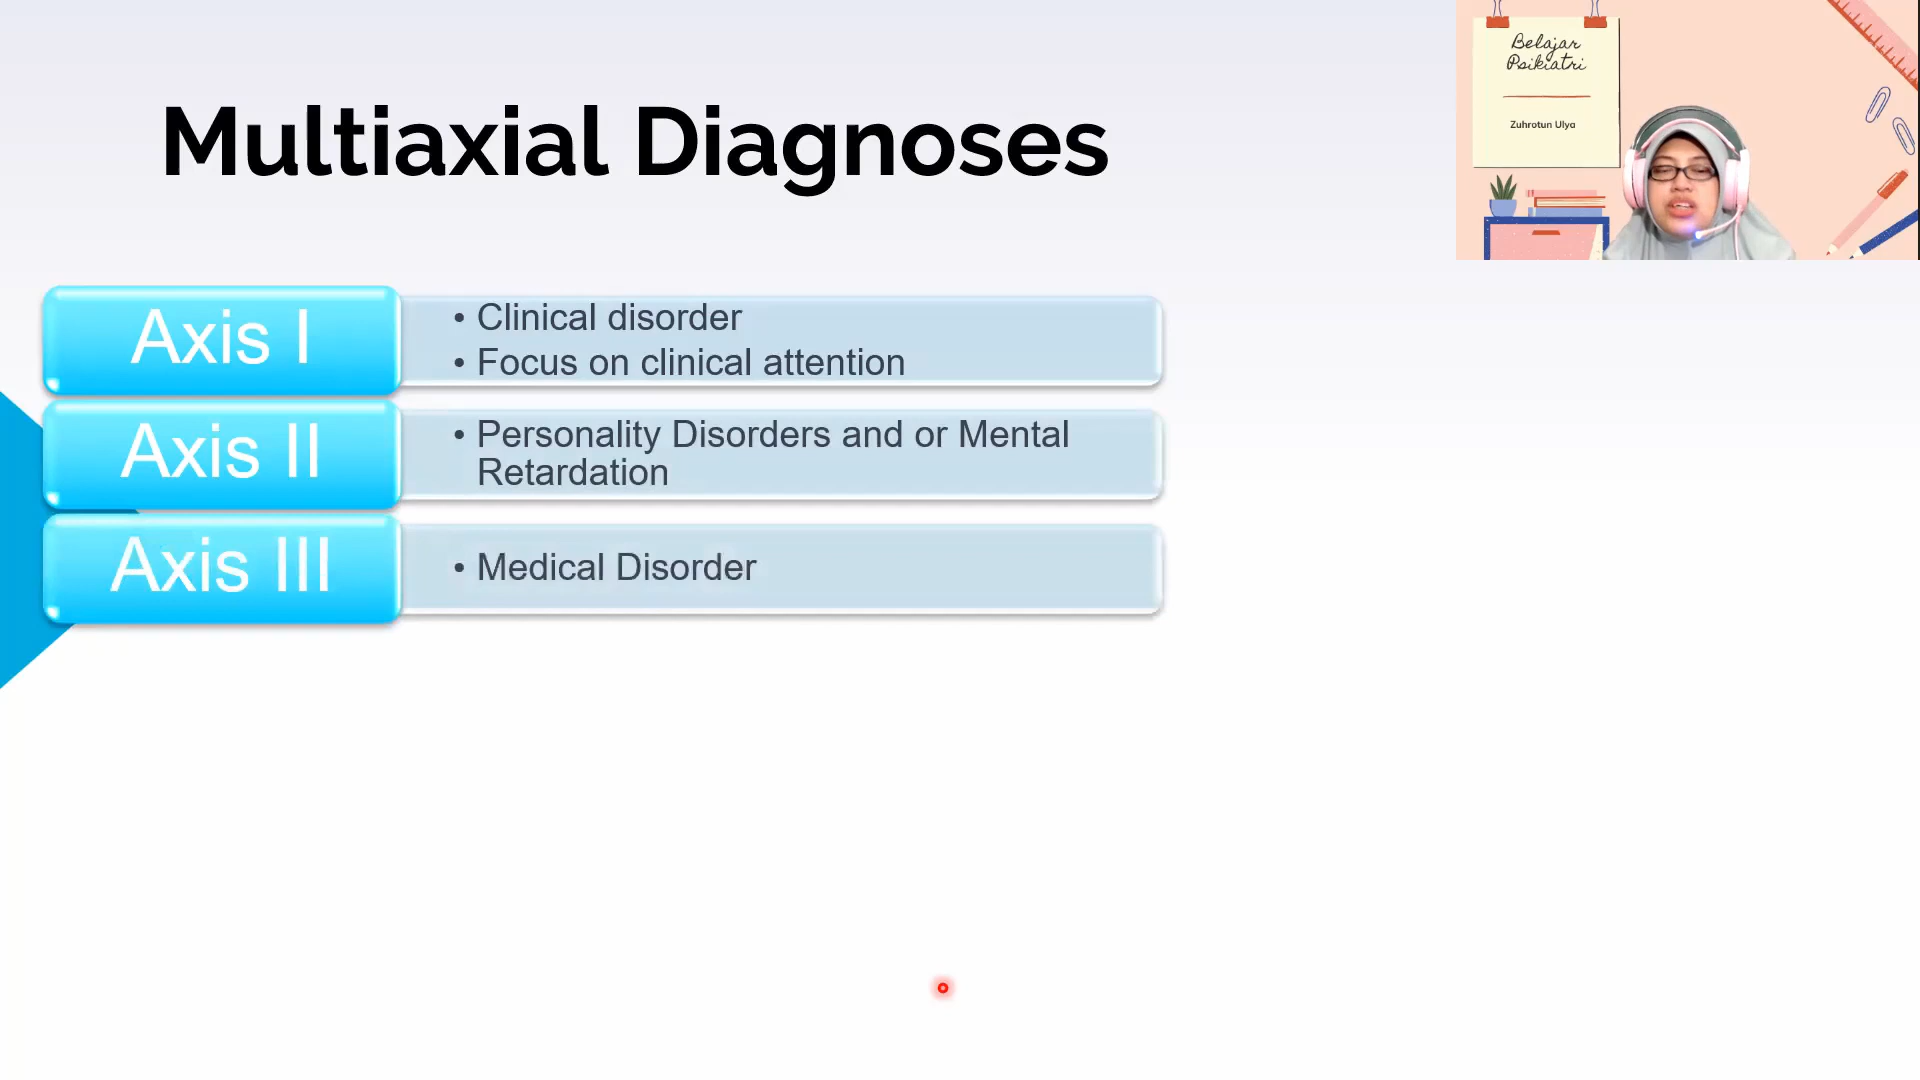 Multiaxial Diagnoses
Belajar
Psikiatri
Zuhrotun Ulya
Axis I
• Clinical disorder
• Focus on clinical attention
Axis II
• Personality Disorders and or Mental
Retardation
Axis III
• Medical Disorder